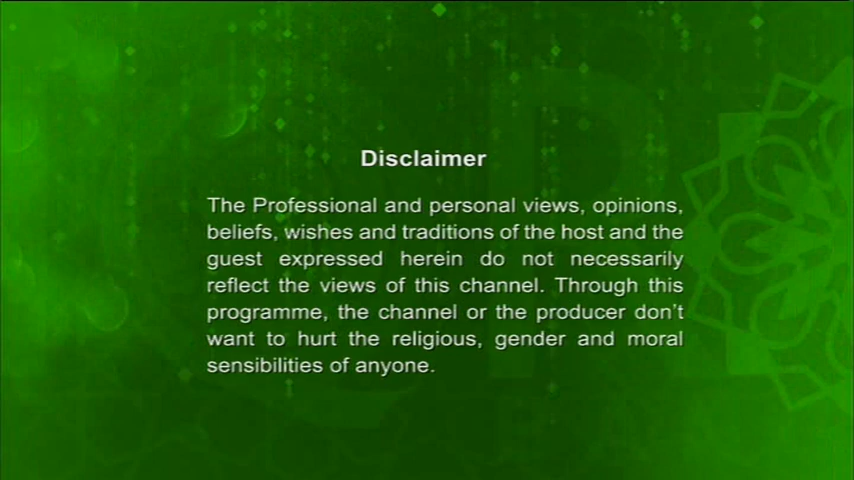 Disclaimer
The Professional and personal views, opinions,
beliefs, wishes and traditions of the host and the
guest expressed herein do not necessarily
reflect the views of this channel. Through this
programme, the channel or the producer don't
want to hurt the religious, gender and moral
sensibilities of anyone.